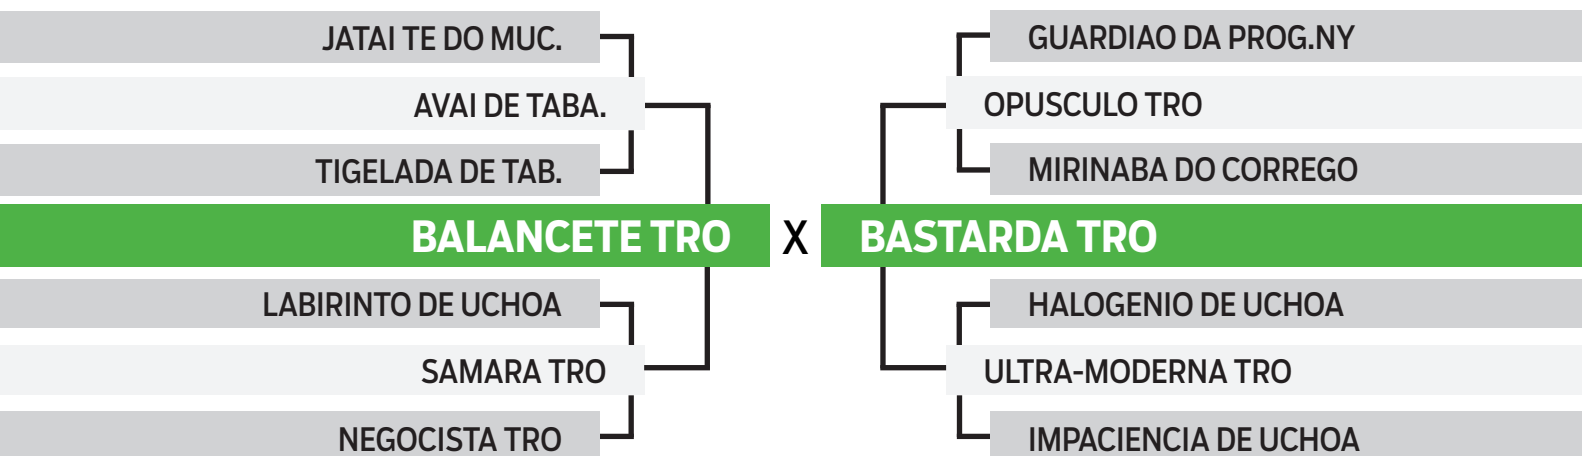 JATAI TE DO MUC.
AVAI DE TABA.
TIGELADA DE TAB.
BALANCETE TRO
LABIRINTO DE UCHOA
SAMARA TRO
NEGOCISTA TRO
X
GUARDIAO DA PROG.NY
OPUSCULO TRO
MIRINABA DO CORREGO
BASTARDA TRO
HALOGENIO DE UCHOA
ULTRA-MODERNA TRO
IMPACIENCIA DE UCHOA